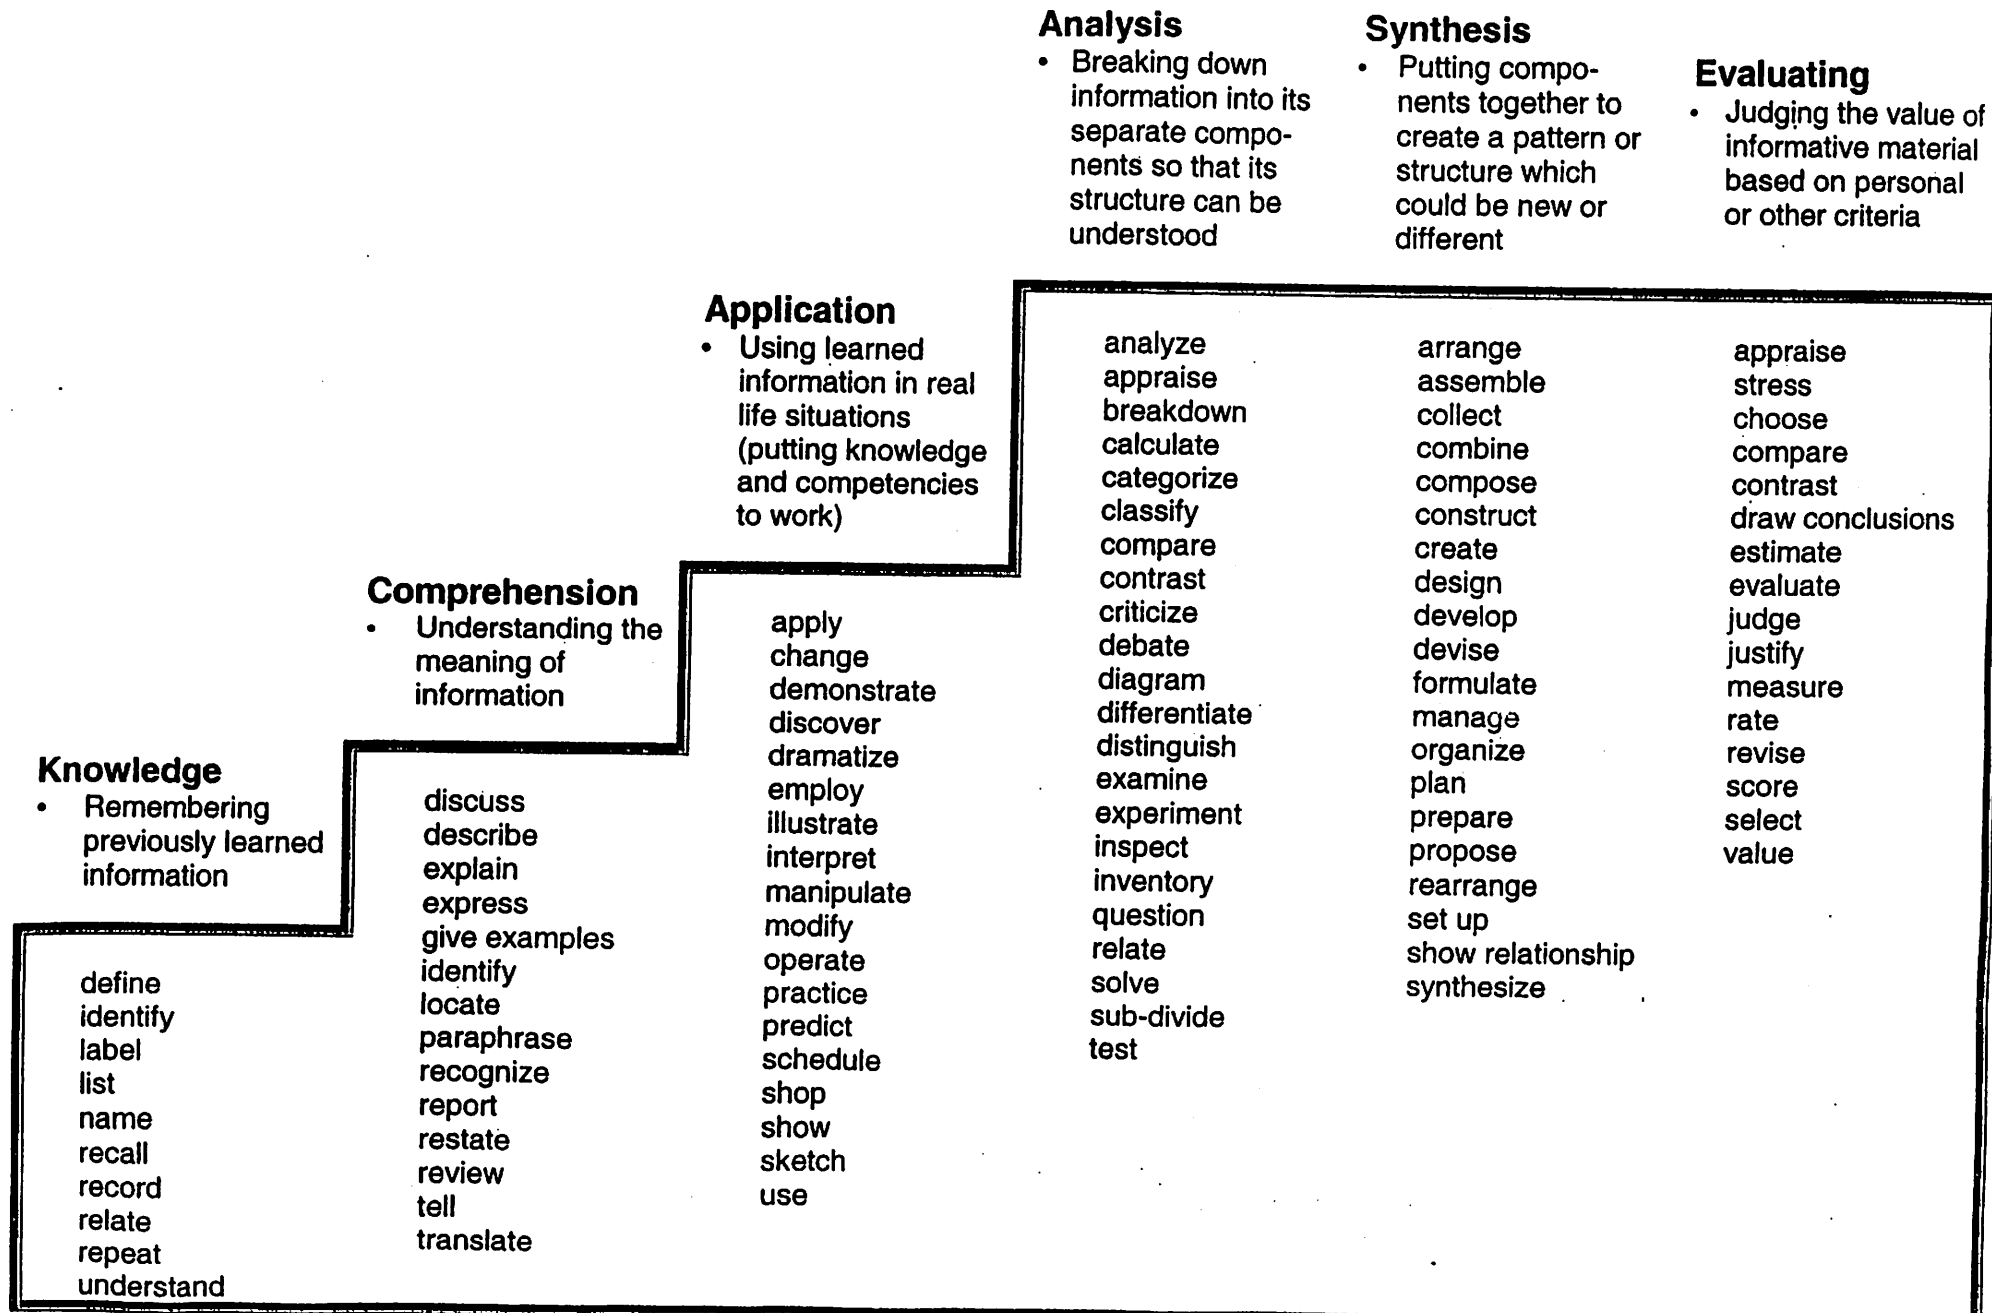 Analysis
• Breaking down
information into its
separate compo-
nents so that its
structure can be
understood
Synthesis
• Putting compo-
nents together to
create a pattern or
structure which
could be new or
different
Evaluating
• Judging the value of
informative material
based on personal
or other criteria
Application
• Using learned
information in real
life situations
(putting knowledge
and competencies
to work)
Comprehension
• Understanding the
meaning of
information
Knowledge
• Remembering
previously learned
information
define
identify
label
list
name
recall
record
relate
repeat
understand
discuss
describe
explain
express
give examples
identify
locate
paraphrase
recognize
report
restate
review
tell
translate
apply
change
demonstrate
discover
dramatize
employ
illustrate
interpret
manipulate
modify
operate
practice
predict
schedule
shop
show
sketch
use
analyze
appraise
breakdown
calculate
categorize
classify
compare
contrast
criticize
debate
diagram
differentiate
distinguish
examine
experiment
inspect
inventory
question
relate
solve
sub-divide
test
arrange
assemble
collect
combine
compose
construct
create
design
develop
devise
formulate
manage
organize
plan
prepare
propose
rearrange
set up
show relationship
synthesize
appraise
stress
choose
compare
contrast
draw conclusions
estimate
evaluate
judge
justify
measure
rate
revise
score
select
value